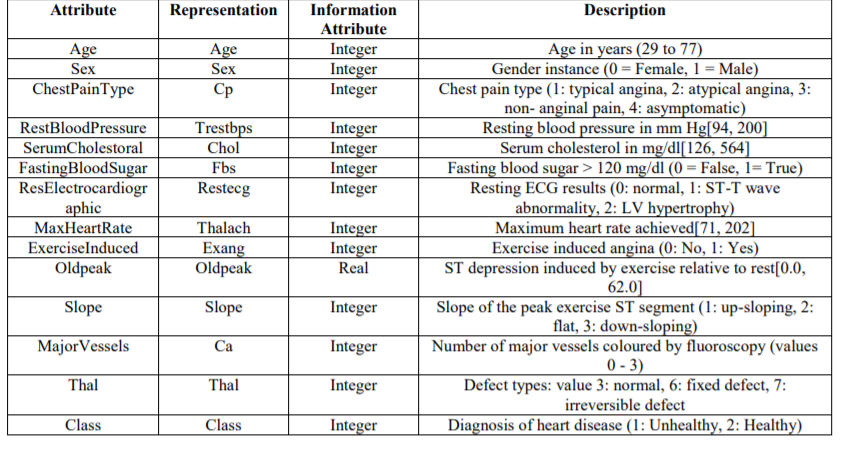 Attribute Representation Information Attribute Description
Age Age Integer Age in years (29 to 77)
Sex Sex Integer Gender instance (0 = Female, 1 = Male)
ChestPainType Cp Integer Chest pain type (1: typical angina, 2: atypical angina, 3:
non- anginal pain, 4: asymptomatic)
RestBloodPressure Trestbps Integer Resting blood pressure in mm Hg[94, 200]
SerumCholestoral Chol Integer Serum cholesterol in mg/dl[126, 564]
FastingBloodSugar Fbs Integer Fasting blood sugar > 120 mg/dl (0 = False, 1= True)
ResElectrocardiogr Restecg Integer Resting ECG results (0: normal, 1: ST-T wave
aphic abnormality, 2: LV hypertrophy)
MaxHeartRate Thalach Integer Maximum heart rate achieved[71, 202]
ExerciseInduced Exang Integer Exercise induced angina (0: No, 1: Yes)
Oldpeak Oldpeak Real ST depression induced by exercise relative to rest[0.0,
62.0]
Slope Slope Integer Slope of the peak exercise ST segment (1: up-sloping, 2:
flat, 3: down-sloping)
MajorVessels Ca Integer Number of major vessels coloured by fluoroscopy (values
0 - 3)
Thal Thal Integer Defect types: value 3: normal, 6: fixed defect, 7:
irreversible defect
Class Class Integer Diagnosis of heart disease (1: Unhealthy, 2: Healthy)